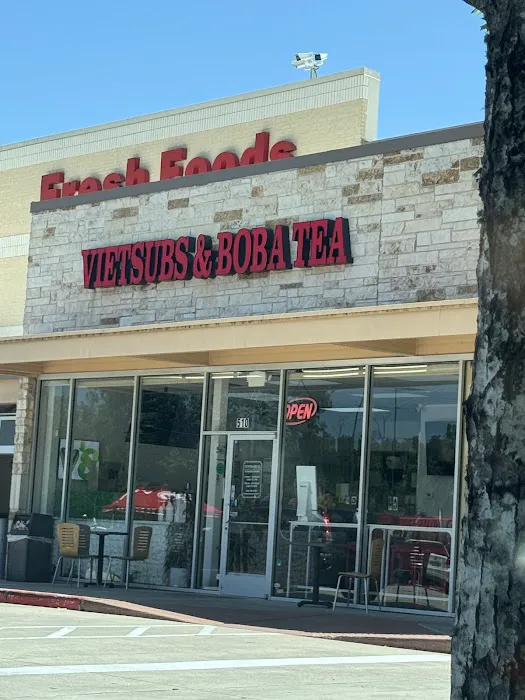 Fresh Foods
VIETSUBS & BOBA TEA
510
OPEN